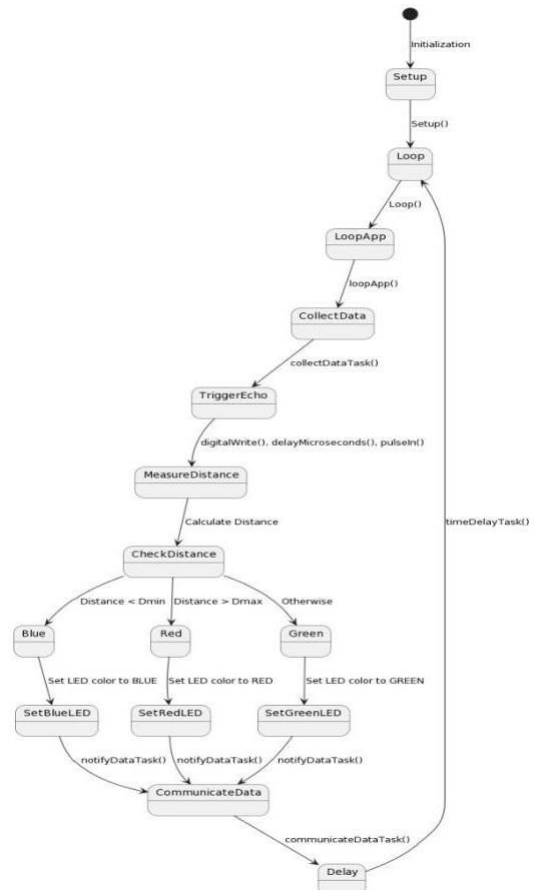 Initialization
Setup
Setup()
Loop
Loop()
LoopApp
loopApp()
CollectData
collectDataTask()
TriggerEcho
digitalWrite(), delayMicroseconds(), pulseIn()
MeasureDistance
Calculate Distance
timeDelayTask()
CheckDistance
Distance < Dmin
Distance > Dmax
Otherwise
Blue
Red
Green
Set LED color to BLUE
Set LED color to RED
Set LED color to GREEN
SetBlueLED
SetRedLED
SetGreenLED
notifyDataTask()
notifyDataTask()
notifyDataTask()
CommunicateData
communicateDataTask()
Delay